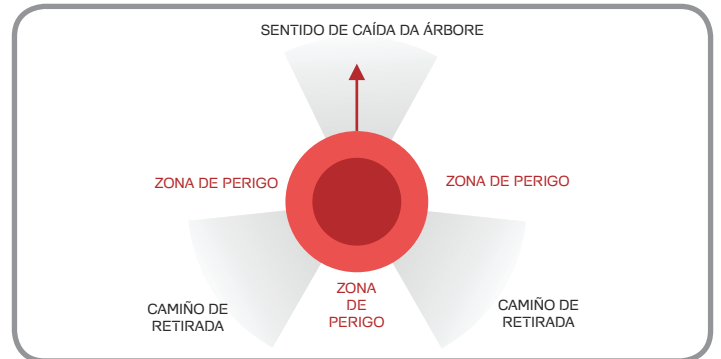 SENTIDO DE CAÍDA DA ÁRBORE
ZONA DE PERIGO
ZONA DE PERIGO
CAMIÑO DE
RETIRADA
ZONA
DE
PERIGO
CAMIÑO DE
RETIRADA